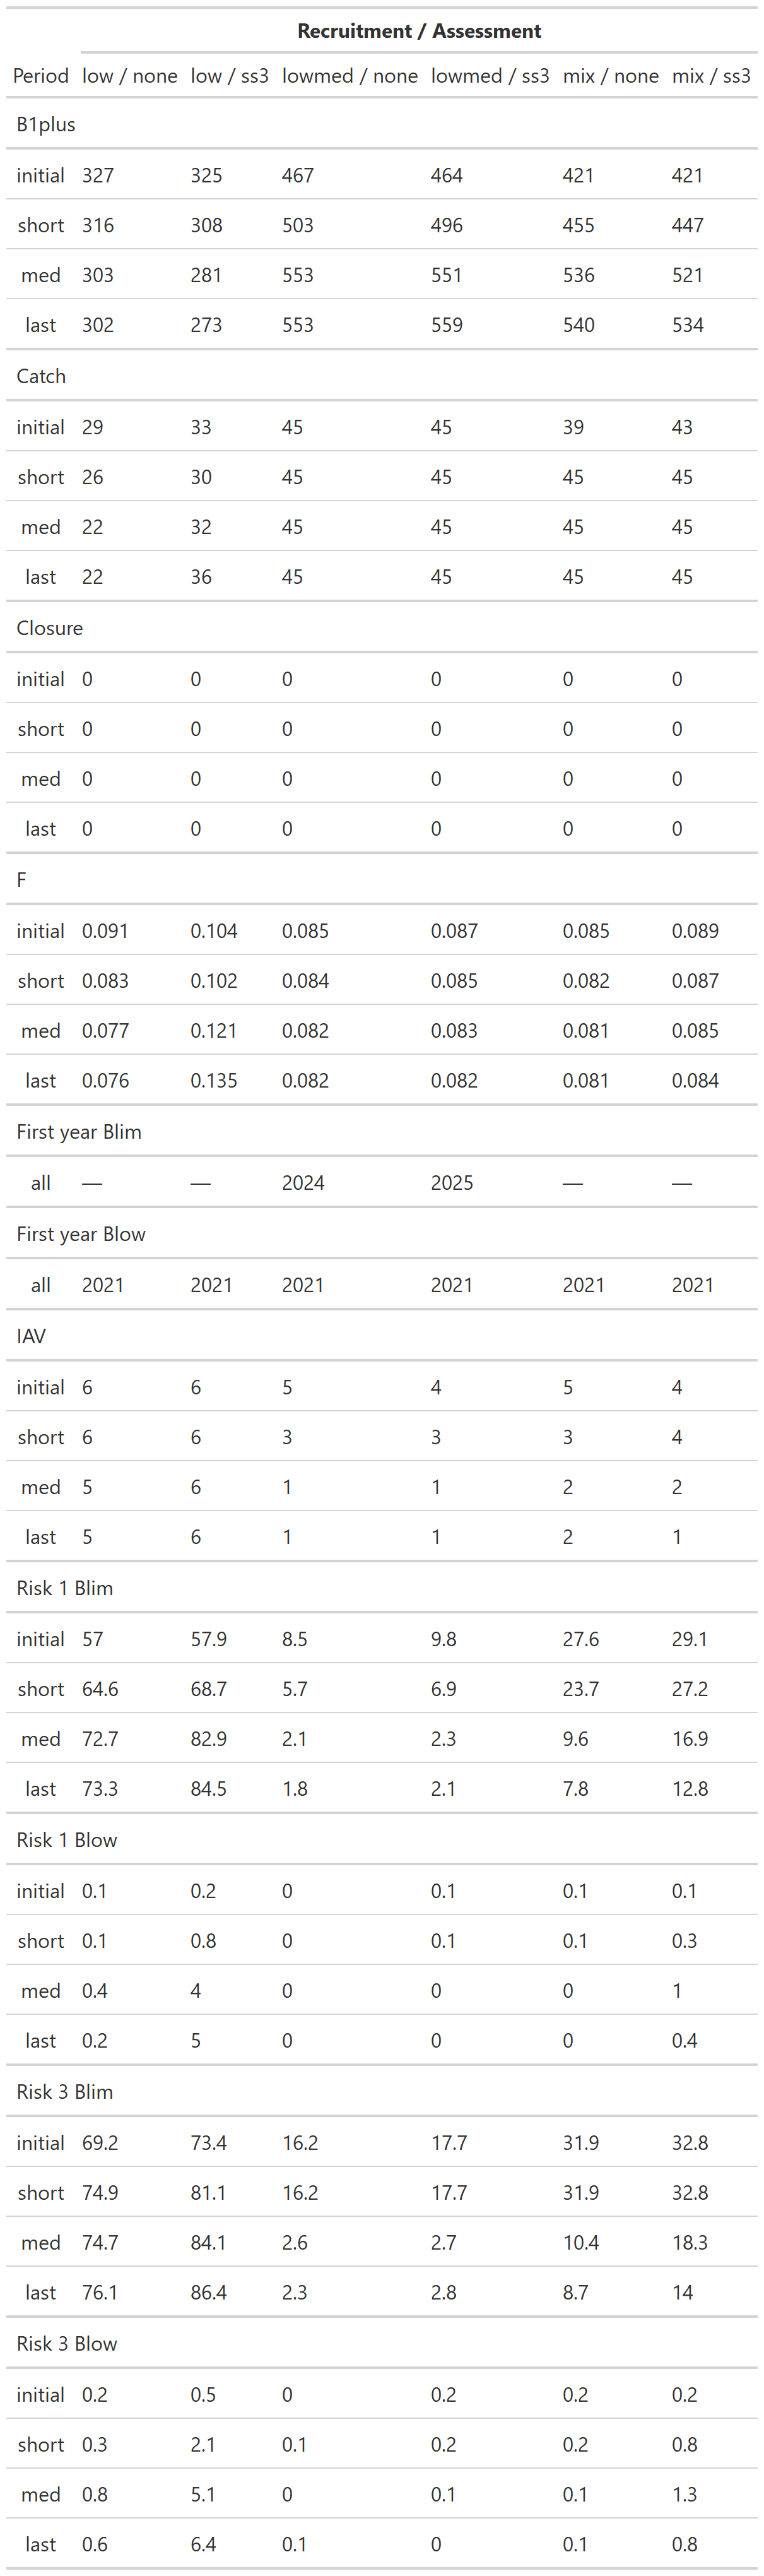 Recruitment / Assessment
Period low / none low / ss3 lowmed / none lowmed / ss3 mix / none mix / ss3
B1plus
initial 327 325 467 464 421 421
short 316 308 503 496 455 447
med 303 281 553 551 536 521
last 302 273 553 559 540 534
Catch
initial 29 33 45 45 39 43
short 26 30 45 45 45 45
med 22 32 45 45 45 45
last 22 36 45 45 45 45
Closure
initial 0 0 0 0 0 0
short 0 0 0 0 0 0
med 0 0 0 0 0 0
last 0 0 0 0 0 0
F
initial 0.091 0.104 0.085 0.087 0.085 0.089
short 0.083 0.102 0.084 0.085 0.082 0.087
med 0.077 0.121 0.082 0.083 0.081 0.085
last 0.076 0.135 0.082 0.082 0.081 0.084
First year Blim
all — — 2024 2025 — —
First year Blow
all 2021 2021 2021 2021 2021 2021
IAV
initial 6 6 5 4 5 4
short 6 6 3 3 3 4
med 5 6 1 1 2 2
last 5 6 1 1 2 1
Risk 1 Blim
initial 57 57.9 8.5 9.8 27.6 29.1
short 64.6 68.7 5.7 6.9 23.7 27.2
med 72.7 82.9 2.1 2.3 9.6 16.9
last 73.3 84.5 1.8 2.1 7.8 12.8
Risk 1 Blow
initial 0.1 0.2 0 0.1 0.1 0.1
short 0.1 0.8 0 0.1 0.1 0.3
med 0.4 4 0 0 0 1
last 0.2 5 0 0 0 0.4
Risk 3 Blim
initial 69.2 73.4 16.2 17.7 31.9 32.8
short 74.9 81.1 16.2 17.7 31.9 32.8
med 74.7 84.1 2.6 2.7 10.4 18.3
last 76.1 86.4 2.3 2.8 8.7 14
Risk 3 Blow
initial 0.2 0.5 0 0.2 0.2 0.2
short 0.3 2.1 0.1 0.2 0.2 0.8
med 0.8 5.1 0 0.1 0.1 1.3
last 0.6 6.4 0.1 0 0.1 0.8